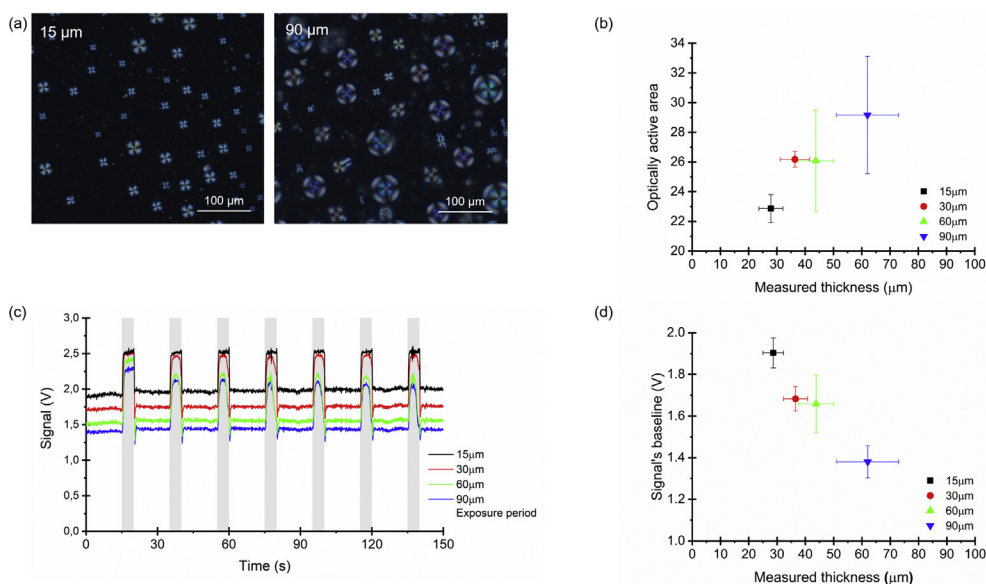 (a)
15 µm
100 µm
90 µm
100 µm
(b)
34
32
30
28
26
24
22
20
Optically active area
0 10 20 30 40 50 60 70 80 90 100
Measured thickness (µm)
15µm
30µm
60µm
90µm
(c)
3,0
2,5
2,0
1,5
1,0
0,5
0,0
Signal (V)
0 30 60 90 120 150
Time (s)
15µm
30µm
60µm
90µm
Exposure period
(d)
2.0
1.8
1.6
1.4
1.2
1.0
Signal's baseline (V)
0 10 20 30 40 50 60 70 80 90 100
Measured thickness (µm)
15µm
30µm
60µm
90µm